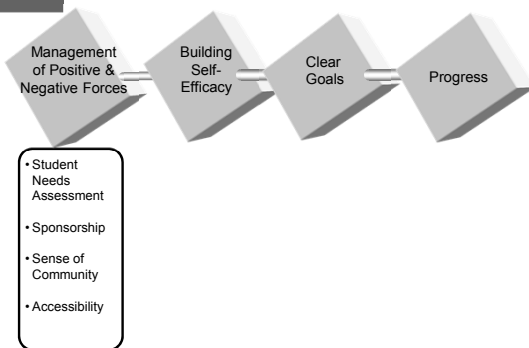 Management
of Positive &
Negative Forces
Building
Self-
Efficacy
Clear
Goals
Progress
• Student
Needs
Assessment
• Sponsorship
• Sense of
Community
• Accessibility